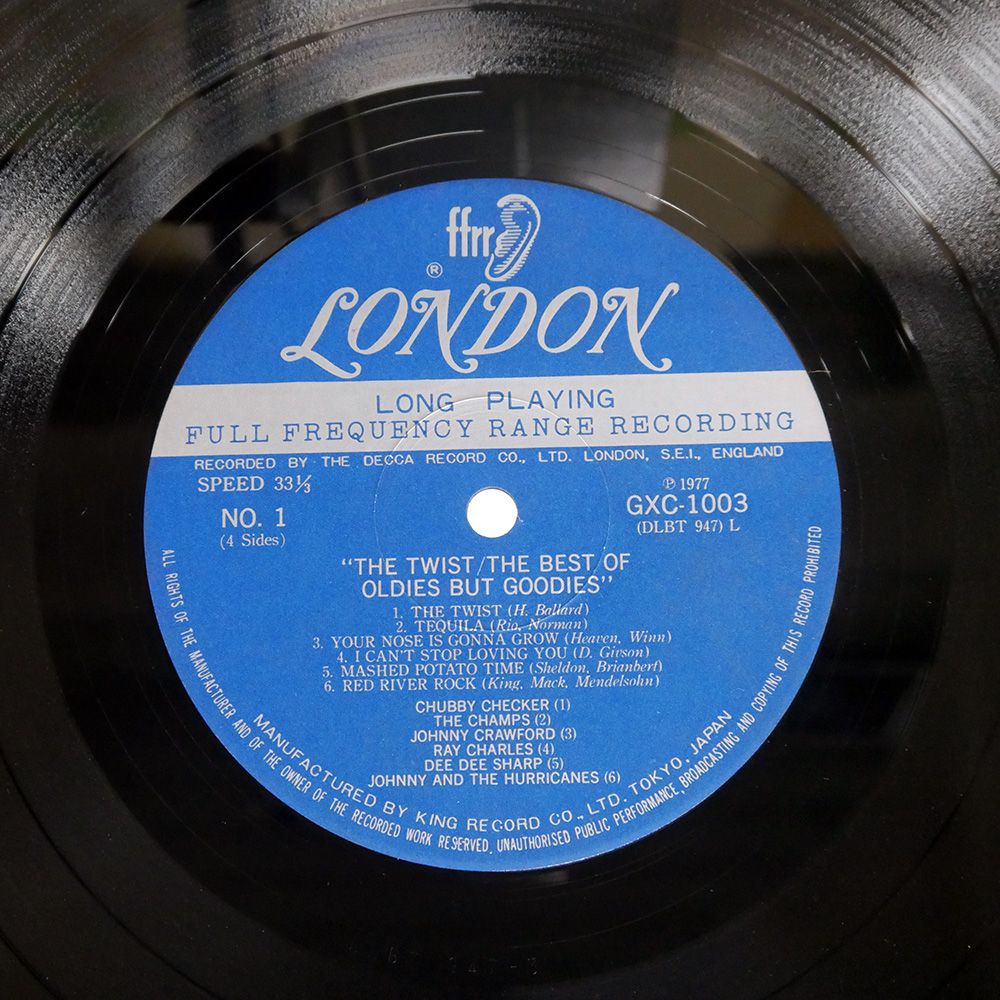 ffrr
®
LONDON
LONG PLAYING
FULL FREQUENCY RANGE RECORDING
RECORDED BY THE DECCA RECORD CO., LTD. LONDON, S.E.I., ENGLAND
SPEED 33⅓
℗ 1977
NO. 1
GXC-1003
(4 Sides)
(DLBT 947) L
"THE TWIST/THE BEST OF
OLDIES BUT GOODIES"
1. THE TWIST (H. Ballard)
2. TEQUILA (Rio, Norman)
3. YOUR NOSE IS GONNA GROW (Heaven, Winn)
4. I CAN'T STOP LOVING YOU (D. Givson)
5. MASHED POTATO TIME (Sheldon, Brianbert)
6. RED RIVER ROCK (King, Mack, Mendelsohn)
CHUBBY CHECKER (1)
THE CHAMPS (2)
JOHNNY CRAWFORD (3)
RAY CHARLES (4)
DEE DEE SHARP (5)
JOHNNY AND THE HURRICANES (6)
MANUFACTURED BY KING RECORD CO., LTD. TOKYO, JAPAN
ALL RIGHTS OF THE MANUFACTURER AND OF THE OWNER OF THE RECORDED WORK RESERVED, UNAUTHORISED PUBLIC PERFORMANCE, BROADCASTING AND COPYING OF THIS RECORD PROHIBITED